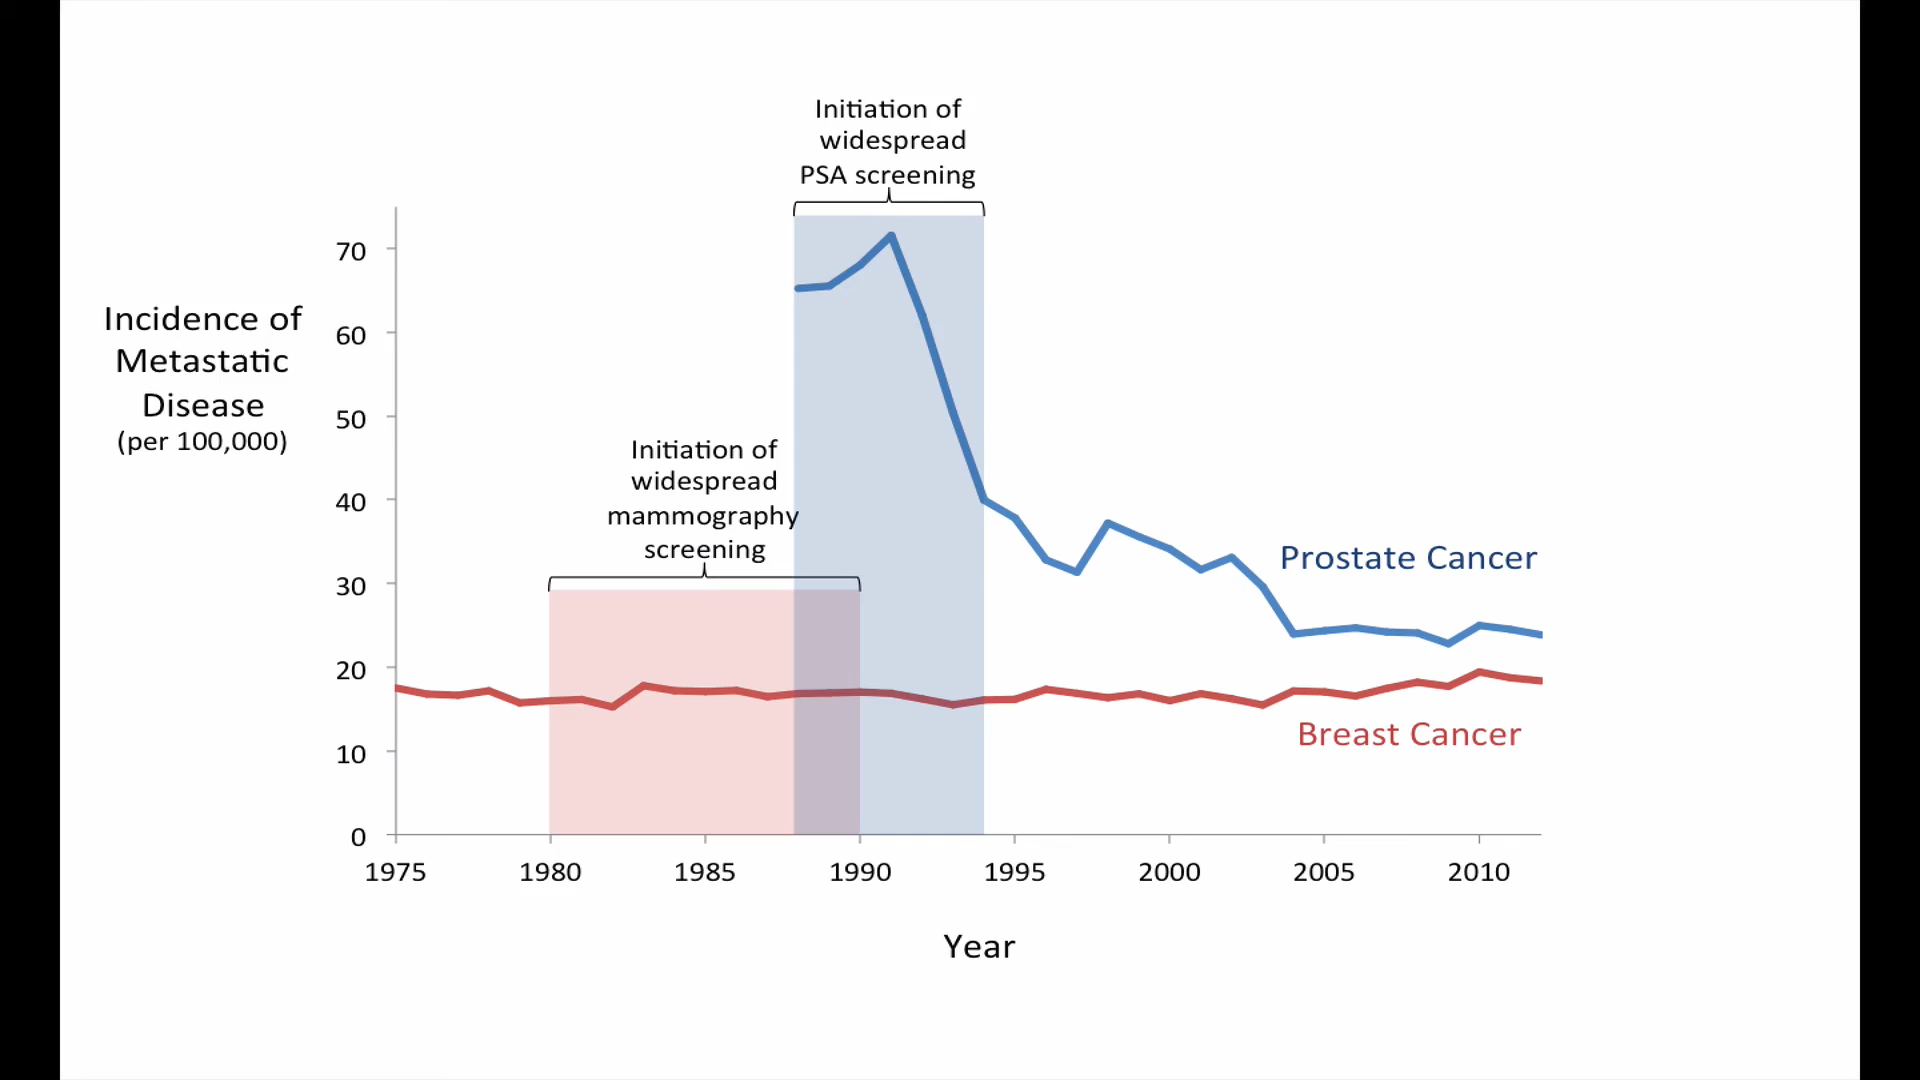 Initiation of
widespread
PSA screening
Incidence of
Metastatic
Disease
(per 100,000)
70
60
50
40
30
20
10
0
Initiation of
widespread
mammography
screening
Prostate Cancer
Breast Cancer
1975 1980 1985 1990 1995 2000 2005 2010
Year